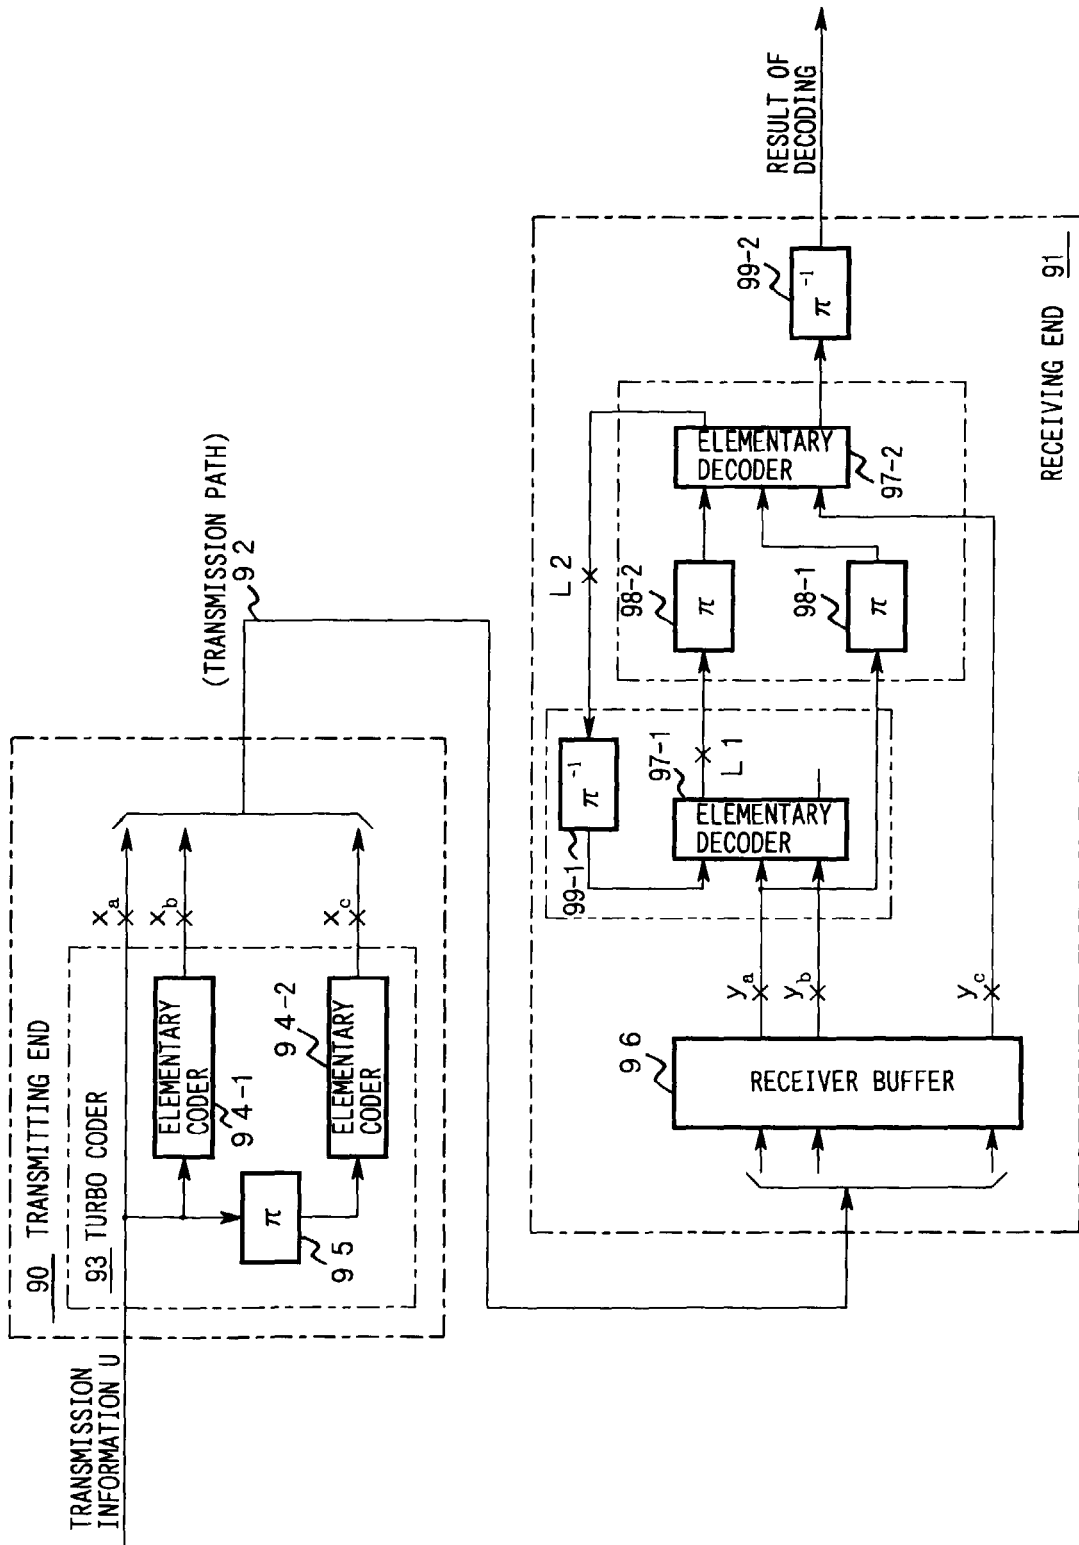 TRANSMISSION
INFORMATION U
90 TRANSMITTING END
93 TURBO CODER
ELEMENTARY
CODER
94-1
π
95
ELEMENTARY
CODER
94-2
xa
xb
xc
(TRANSMISSION PATH)
92
RECEIVER BUFFER
96
ya
yb
yc
π-1
99-1
ELEMENTARY
DECODER
97-1
L1
L2
π
98-2
π
98-1
ELEMENTARY
DECODER
97-2
π-1
99-2
RESULT OF
DECODING
RECEIVING END 91